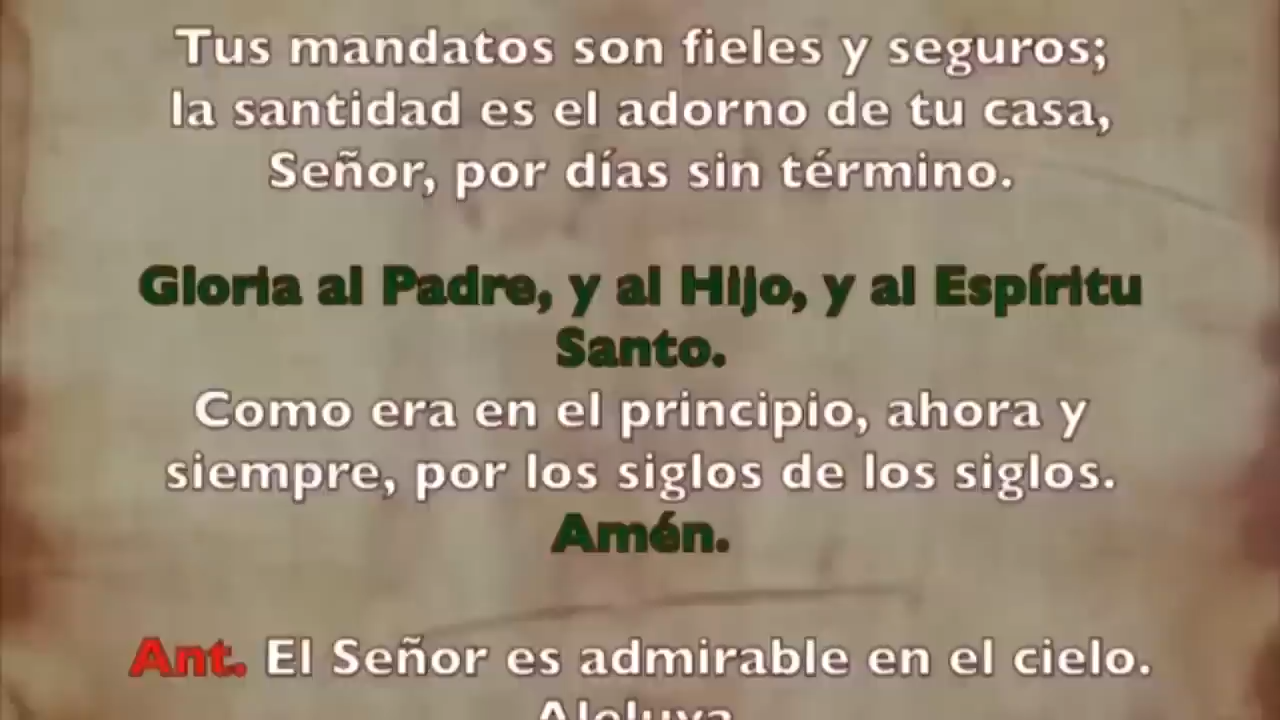 Tus mandatos son fieles y seguros;
la santidad es el adorno de tu casa,
Señor, por días sin término.
Gloria al Padre, y al Hijo, y al Espíritu
Santo.
Como era en el principio, ahora y
siempre, por los siglos de los siglos.
Amén.
Ant. El Señor es admirable en el cielo.
Aleluya